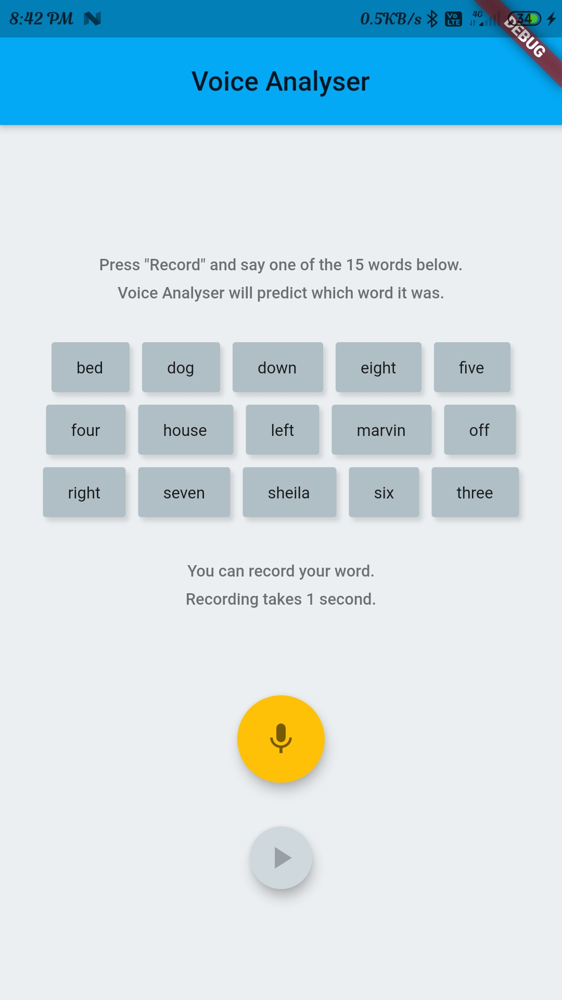 8:42 PM 0.5KB/s Vo LTE 4G 34
DEBUG
Voice Analyser
Press "Record" and say one of the 15 words below.
Voice Analyser will predict which word it was.
bed dog down eight five
four house left marvin off
right seven sheila six three
You can record your word.
Recording takes 1 second.